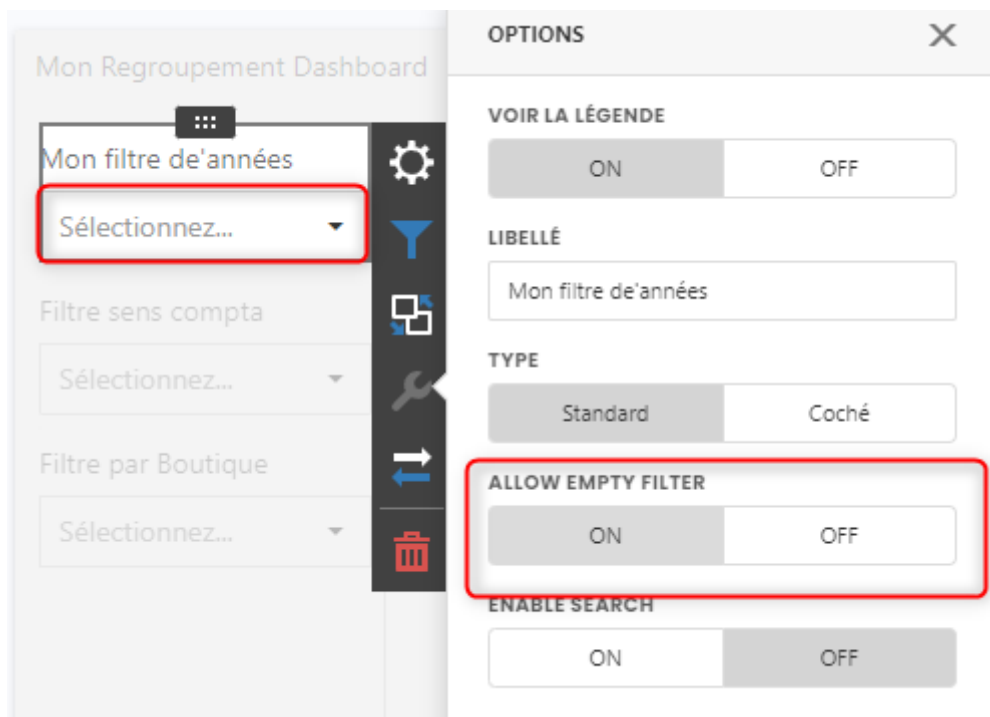 Mon Regroupement Dashboard
Mon filtre de'années
Sélectionnez...
Filtre sens compta
Sélectionnez...
Filtre par Boutique
Sélectionnez...
OPTIONS
VOIR LA LÉGENDE
ON OFF
LIBELLÉ
Mon filtre de'années
TYPE
Standard Coché
ALLOW EMPTY FILTER
ON OFF
ENABLE SEARCH
ON OFF